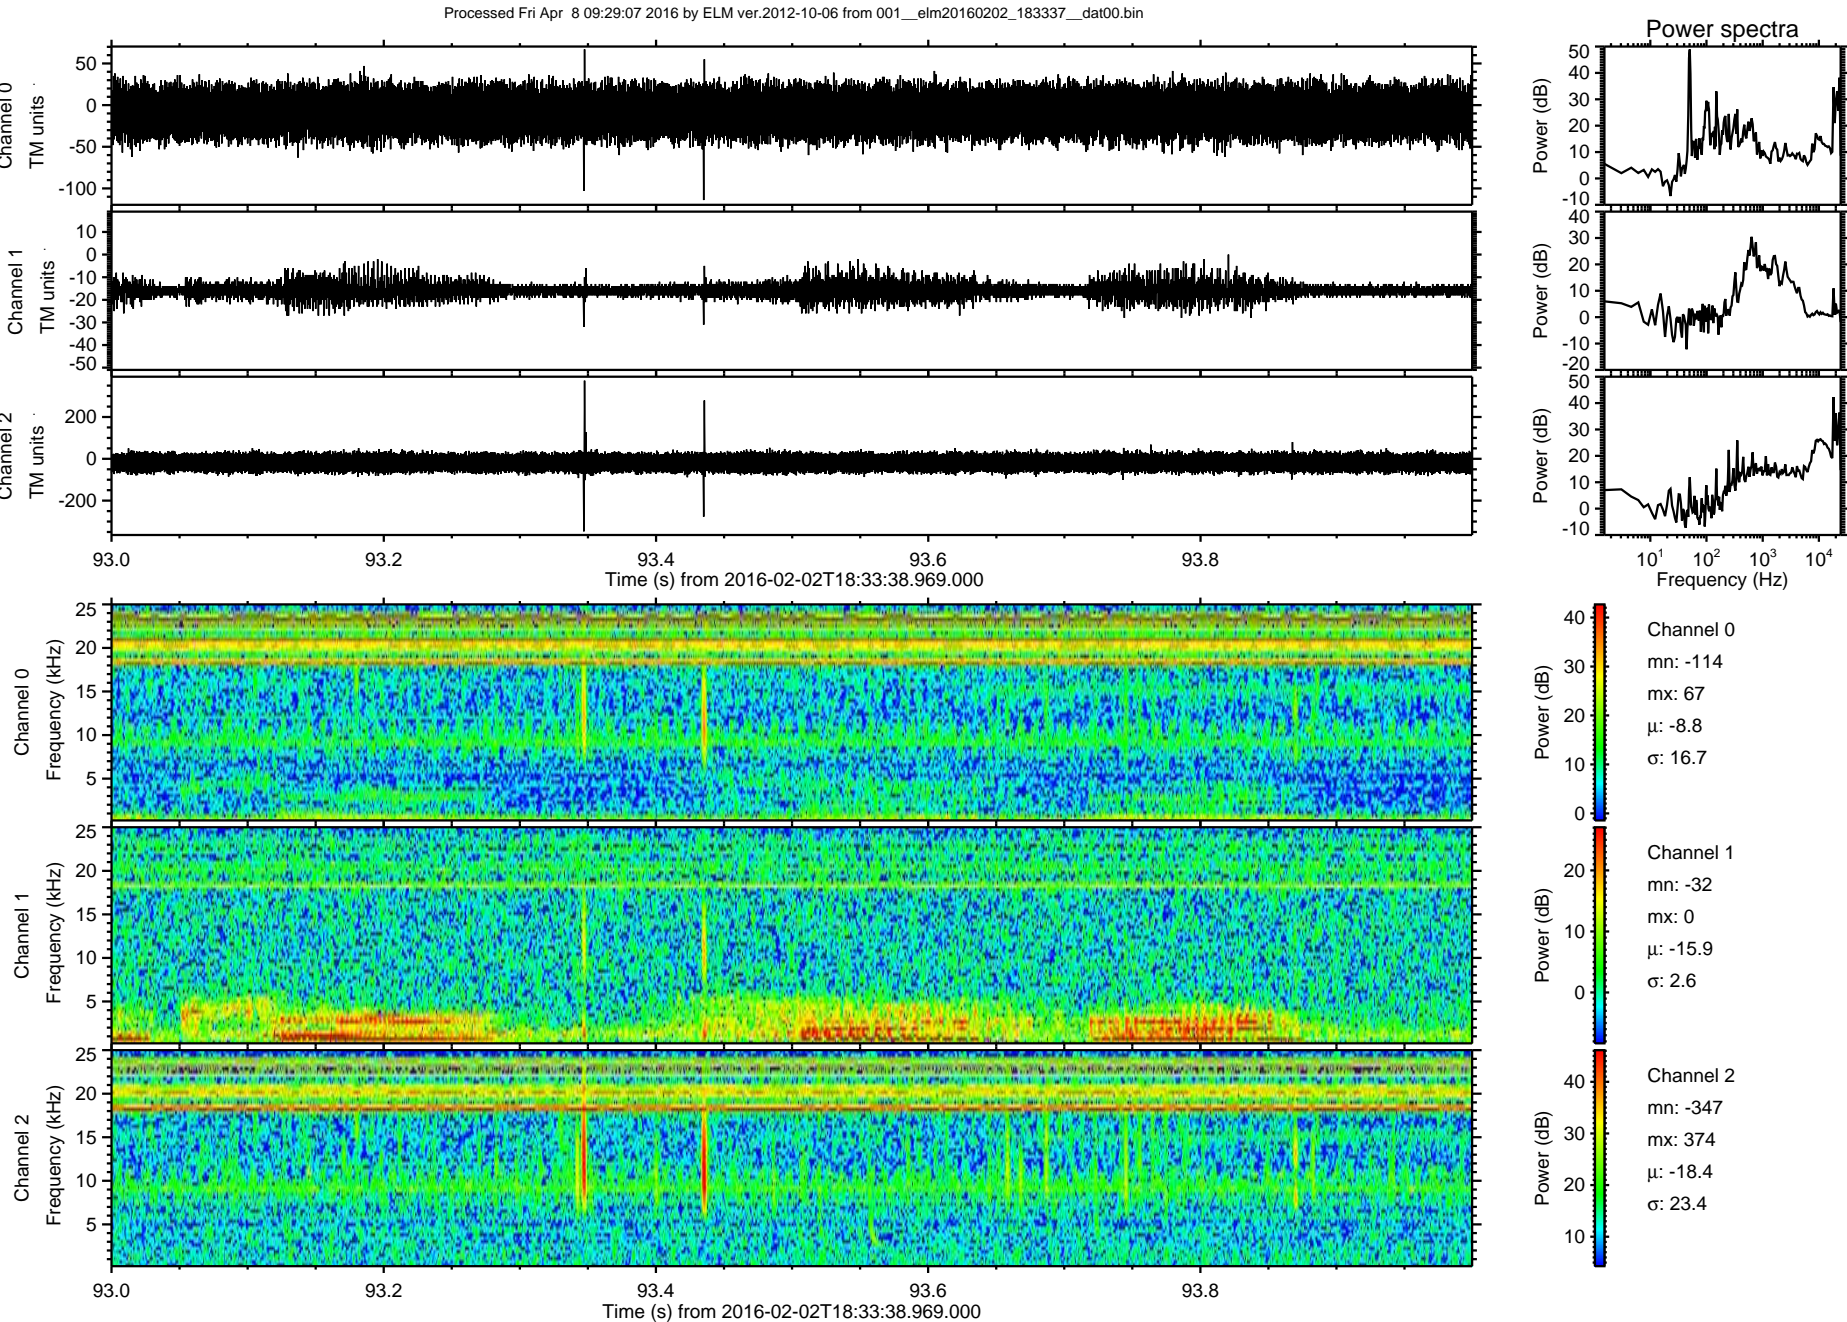 Processed Fri Apr  8 09:29:07 2016 by ELM ver.2012-10-06 from 001__elm20160202_183337__dat00.bin
Power spectra
Channel 0
TM units
50
0
-50
-100
Power (dB)
50
40
30
20
10
0
-10
Channel 1
TM units
10
0
-10
-20
-30
-40
-50
Power (dB)
40
30
20
10
0
-10
-20
Channel 2
TM units
200
0
-200
Power (dB)
50
40
30
20
10
0
-10
93.0 93.2 93.4 93.6 93.8
Time (s) from 2016-02-02T18:33:38.969.000
10^1 10^2 10^3 10^4
Frequency (Hz)
Channel 0
Frequency (kHz)
25
20
15
10
5
Power (dB)
40
30
20
10
0
Channel 0
mn: -114
mx: 67
μ: -8.8
σ: 16.7
Channel 1
Frequency (kHz)
25
20
15
10
5
Power (dB)
20
10
0
Channel 1
mn: -32
mx: 0
μ: -15.9
σ: 2.6
Channel 2
Frequency (kHz)
25
20
15
10
5
Power (dB)
40
30
20
10
Channel 2
mn: -347
mx: 374
μ: -18.4
σ: 23.4
93.0 93.2 93.4 93.6 93.8
Time (s) from 2016-02-02T18:33:38.969.000